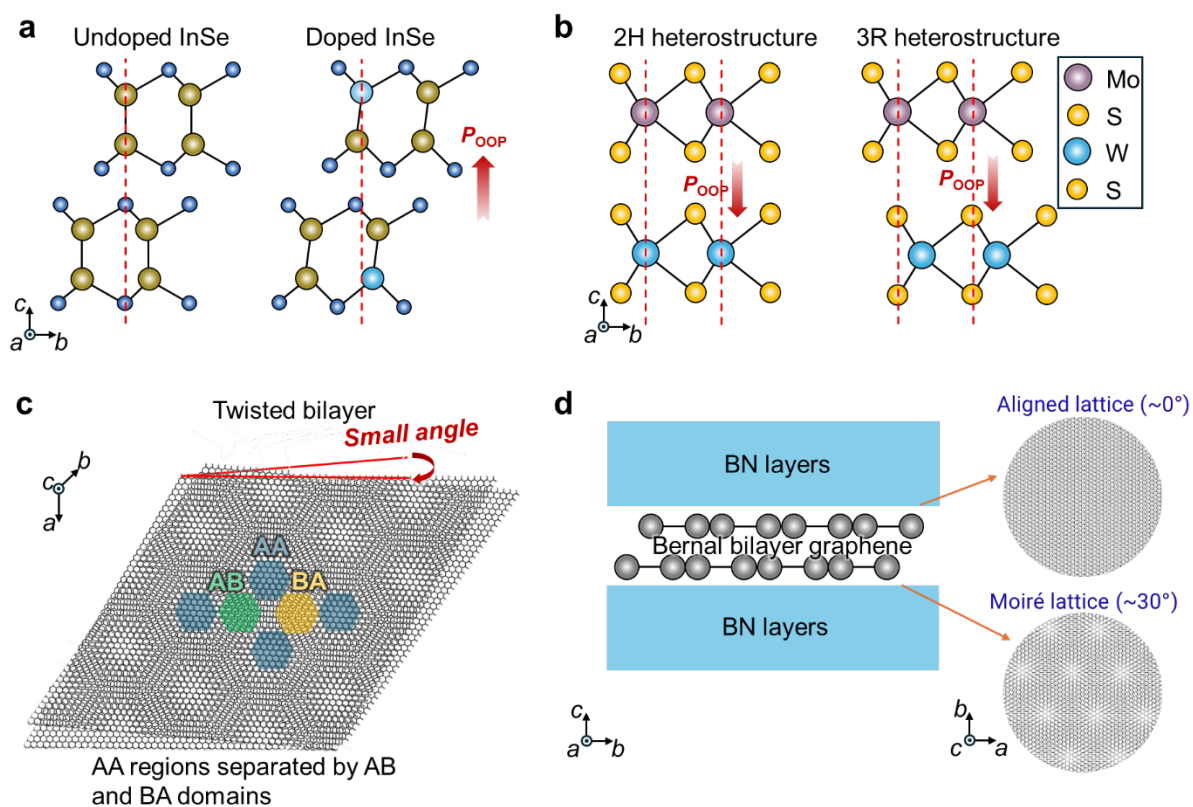 a
Undoped InSe
Doped InSe
P_OOP
c
a
b
b
2H heterostructure
3R heterostructure
P_OOP
P_OOP
Mo
S
W
S
c
a
b
c
Twisted bilayer
Small angle
b
c
a
AA
AB
BA
AA regions separated by AB
and BA domains
d
BN layers
Bernal bilayer graphene
BN layers
Aligned lattice (~0°)
Moiré lattice (~30°)
c
a
b
b
c
a